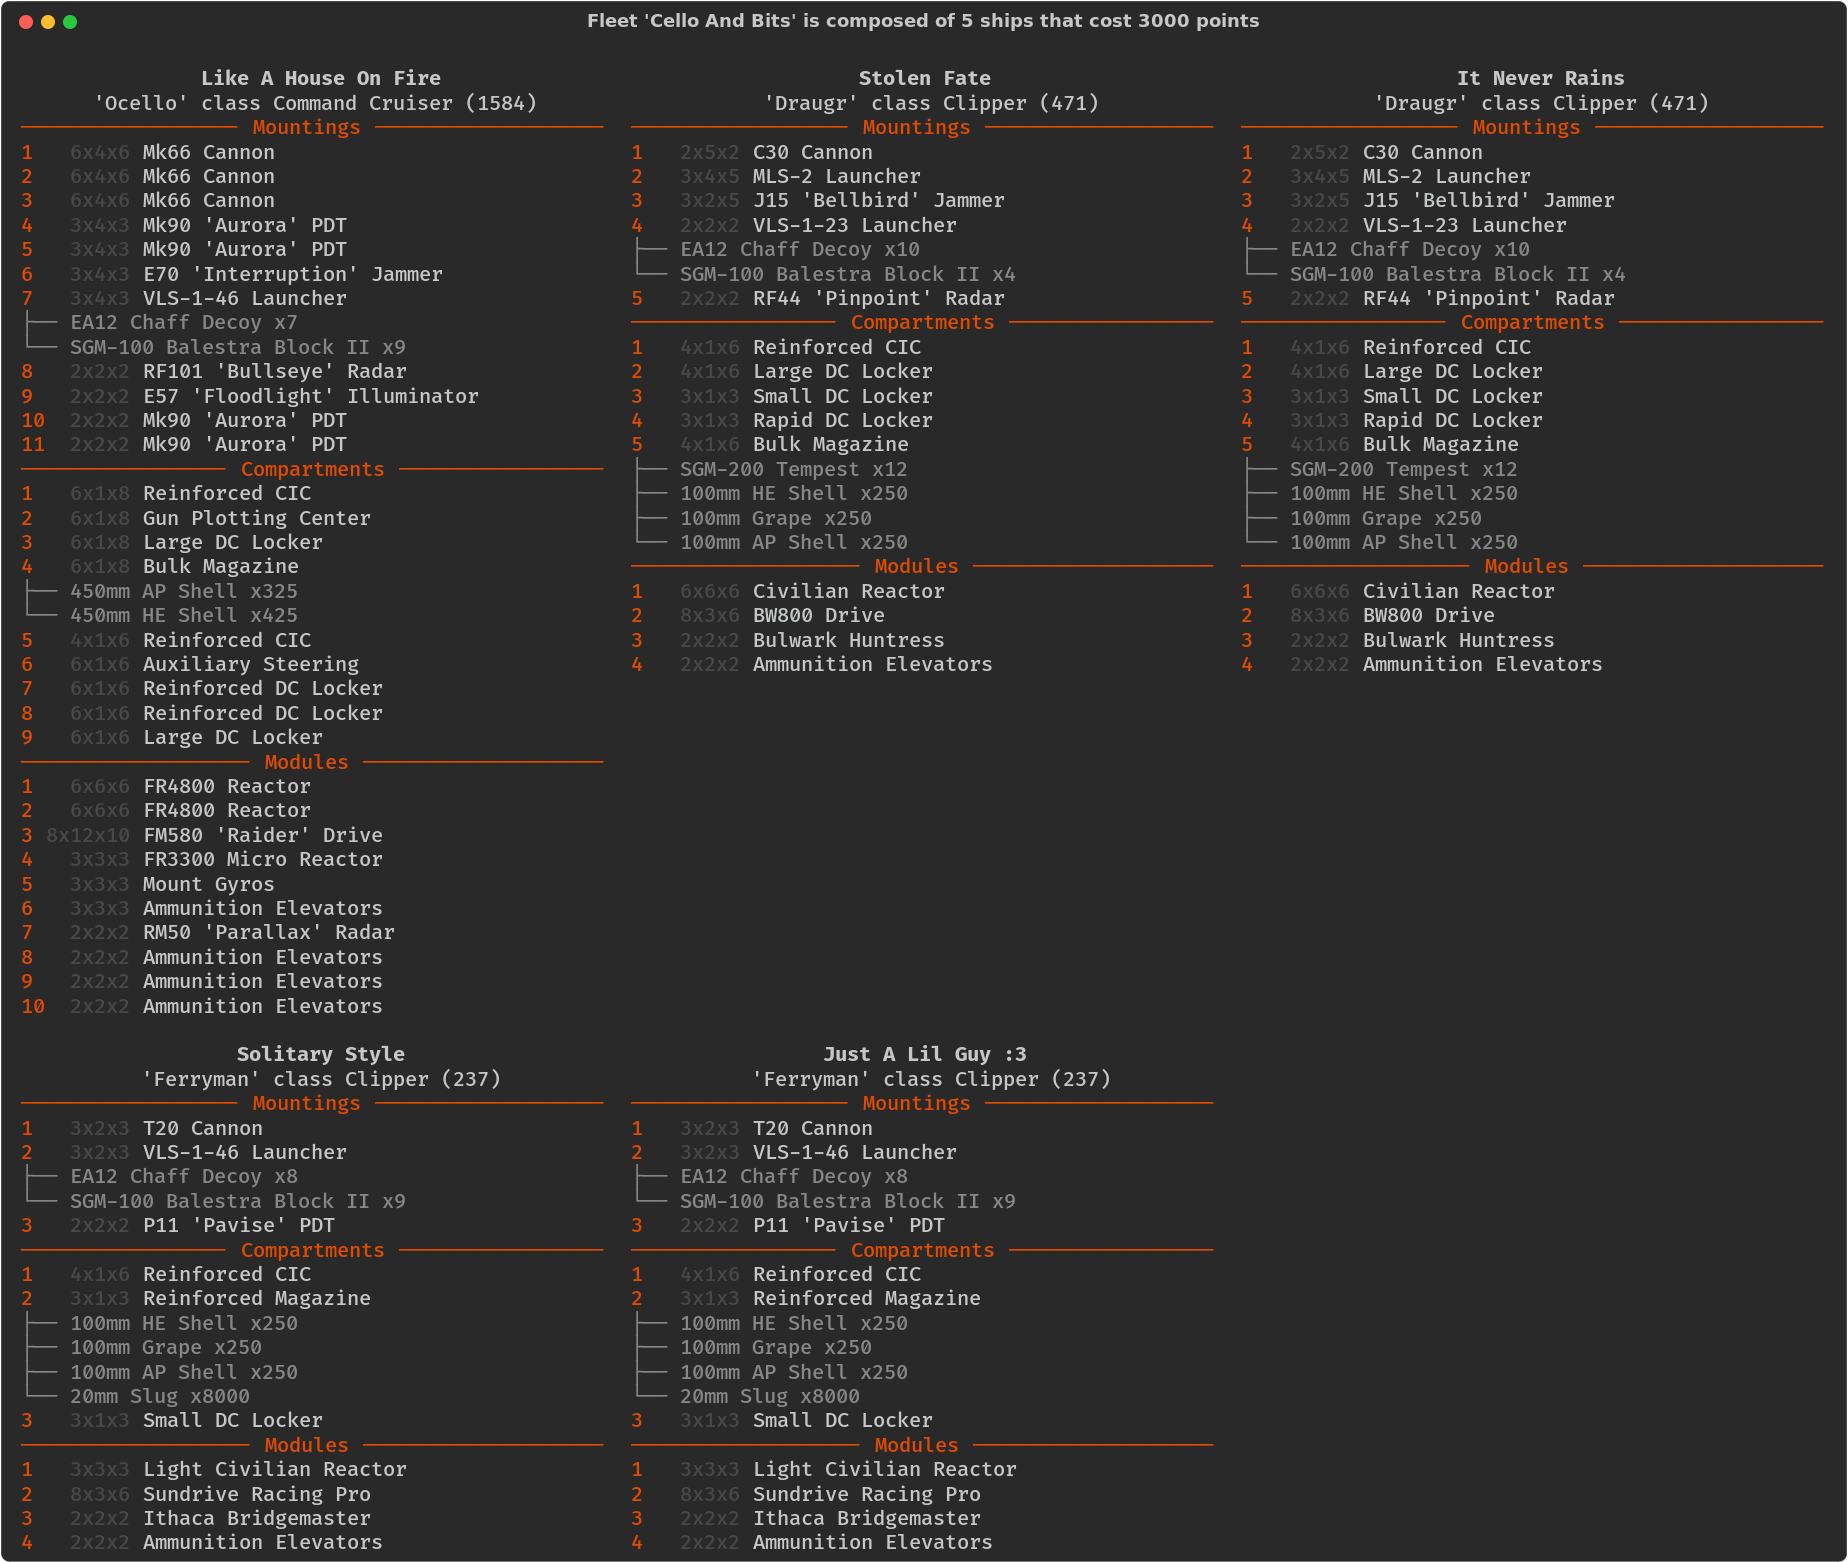 Fleet 'Cello And Bits' is composed of 5 ships that cost 3000 points
Like A House On Fire
'Ocello' class Command Cruiser (1584)
Mountings
1 6x4x6 Mk66 Cannon
2 6x4x6 Mk66 Cannon
3 6x4x6 Mk66 Cannon
4 3x4x3 Mk90 'Aurora' PDT
5 3x4x3 Mk90 'Aurora' PDT
6 3x4x3 E70 'Interruption' Jammer
7 3x4x3 VLS-1-46 Launcher
EA12 Chaff Decoy x7
SGM-100 Balestra Block II x9
8 2x2x2 RF101 'Bullseye' Radar
9 2x2x2 E57 'Floodlight' Illuminator
10 2x2x2 Mk90 'Aurora' PDT
11 2x2x2 Mk90 'Aurora' PDT
Compartments
1 6x1x8 Reinforced CIC
2 6x1x8 Gun Plotting Center
3 6x1x8 Large DC Locker
4 6x1x8 Bulk Magazine
450mm AP Shell x325
450mm HE Shell x425
5 4x1x6 Reinforced CIC
6 6x1x6 Auxiliary Steering
7 6x1x6 Reinforced DC Locker
8 6x1x6 Reinforced DC Locker
9 6x1x6 Large DC Locker
Modules
1 6x6x6 FR4800 Reactor
2 6x6x6 FR4800 Reactor
3 8x12x10 FM580 'Raider' Drive
4 3x3x3 FR3300 Micro Reactor
5 3x3x3 Mount Gyros
6 3x3x3 Ammunition Elevators
7 2x2x2 RM50 'Parallax' Radar
8 2x2x2 Ammunition Elevators
9 2x2x2 Ammunition Elevators
10 2x2x2 Ammunition Elevators
Stolen Fate
'Draugr' class Clipper (471)
Mountings
1 2x5x2 C30 Cannon
2 3x4x5 MLS-2 Launcher
3 3x2x5 J15 'Bellbird' Jammer
4 2x2x2 VLS-1-23 Launcher
EA12 Chaff Decoy x10
SGM-100 Balestra Block II x4
5 2x2x2 RF44 'Pinpoint' Radar
Compartments
1 4x1x6 Reinforced CIC
2 4x1x6 Large DC Locker
3 3x1x3 Small DC Locker
4 3x1x3 Rapid DC Locker
5 4x1x6 Bulk Magazine
SGM-200 Tempest x12
100mm HE Shell x250
100mm Grape x250
100mm AP Shell x250
Modules
1 6x6x6 Civilian Reactor
2 8x3x6 BW800 Drive
3 2x2x2 Bulwark Huntress
4 2x2x2 Ammunition Elevators
It Never Rains
'Draugr' class Clipper (471)
Mountings
1 2x5x2 C30 Cannon
2 3x4x5 MLS-2 Launcher
3 3x2x5 J15 'Bellbird' Jammer
4 2x2x2 VLS-1-23 Launcher
EA12 Chaff Decoy x10
SGM-100 Balestra Block II x4
5 2x2x2 RF44 'Pinpoint' Radar
Compartments
1 4x1x6 Reinforced CIC
2 4x1x6 Large DC Locker
3 3x1x3 Small DC Locker
4 3x1x3 Rapid DC Locker
5 4x1x6 Bulk Magazine
SGM-200 Tempest x12
100mm HE Shell x250
100mm Grape x250
100mm AP Shell x250
Modules
1 6x6x6 Civilian Reactor
2 8x3x6 BW800 Drive
3 2x2x2 Bulwark Huntress
4 2x2x2 Ammunition Elevators
Solitary Style
'Ferryman' class Clipper (237)
Mountings
1 3x2x3 T20 Cannon
2 3x2x3 VLS-1-46 Launcher
EA12 Chaff Decoy x8
SGM-100 Balestra Block II x9
3 2x2x2 P11 'Pavise' PDT
Compartments
1 4x1x6 Reinforced CIC
2 3x1x3 Reinforced Magazine
100mm HE Shell x250
100mm Grape x250
100mm AP Shell x250
20mm Slug x8000
3 3x1x3 Small DC Locker
Modules
1 3x3x3 Light Civilian Reactor
2 8x3x6 Sundrive Racing Pro
3 2x2x2 Ithaca Bridgemaster
4 2x2x2 Ammunition Elevators
Just A Lil Guy :3
'Ferryman' class Clipper (237)
Mountings
1 3x2x3 T20 Cannon
2 3x2x3 VLS-1-46 Launcher
EA12 Chaff Decoy x8
SGM-100 Balestra Block II x9
3 2x2x2 P11 'Pavise' PDT
Compartments
1 4x1x6 Reinforced CIC
2 3x1x3 Reinforced Magazine
100mm HE Shell x250
100mm Grape x250
100mm AP Shell x250
20mm Slug x8000
3 3x1x3 Small DC Locker
Modules
1 3x3x3 Light Civilian Reactor
2 8x3x6 Sundrive Racing Pro
3 2x2x2 Ithaca Bridgemaster
4 2x2x2 Ammunition Elevators